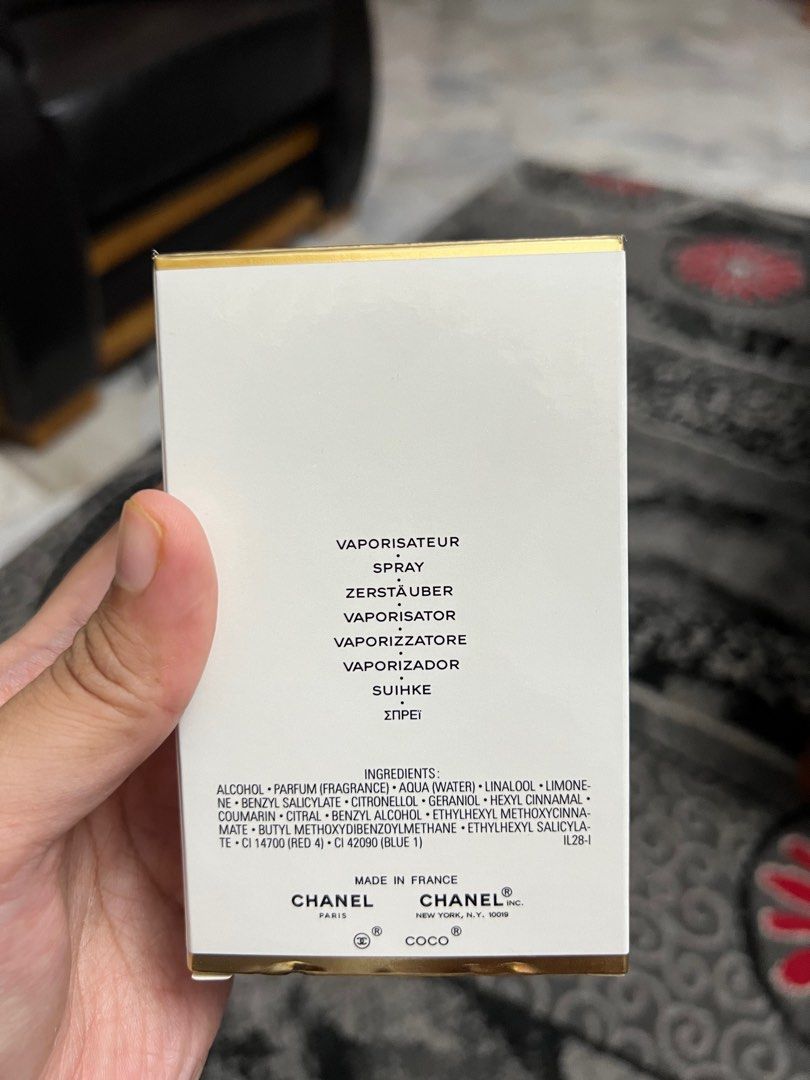 VAPORISATEUR
•
SPRAY
•
ZERSTÄUBER
•
VAPORISATOR
•
VAPORIZZATORE
•
VAPORIZADOR
•
SUIHKE
•
ΣΠΡΕΪ
INGREDIENTS:
ALCOHOL • PARFUM (FRAGRANCE) • AQUA (WATER) • LINALOOL • LIMONE-
NE • BENZYL SALICYLATE • CITRONELLOL • GERANIOL • HEXYL CINNAMAL •
COUMARIN • CITRAL • BENZYL ALCOHOL • ETHYLHEXYL METHOXYCINNA-
MATE • BUTYL METHOXYDIBENZOYLMETHANE • ETHYLHEXYL SALICYLA-
TE • CI 14700 (RED 4) • CI 42090 (BLUE 1) IL28-I
MADE IN FRANCE
CHANEL CHANEL® INC.
PARIS NEW YORK, N.Y. 10019
® COCO®